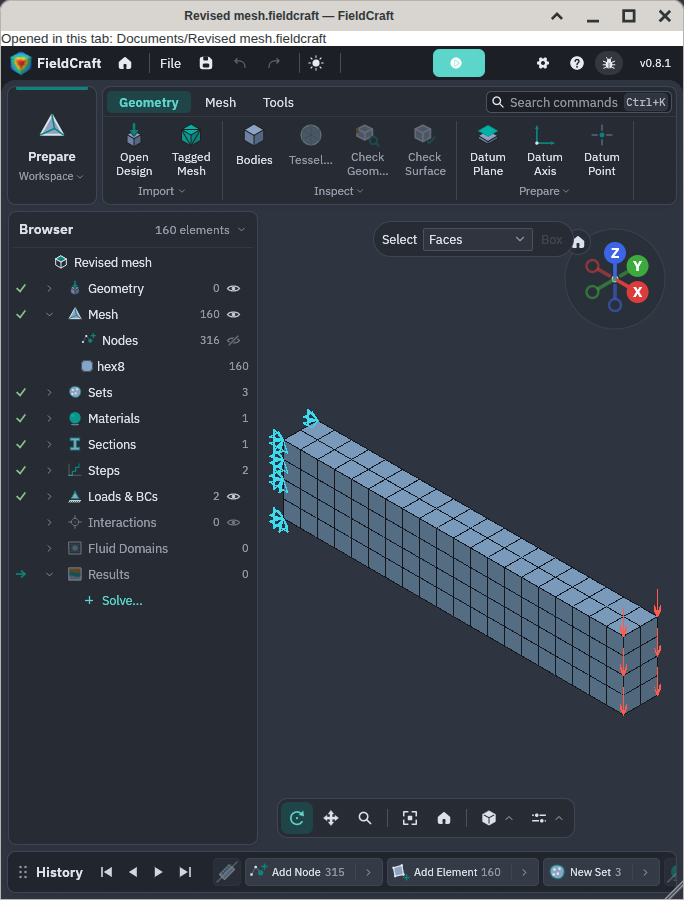 Revised mesh.fieldcraft — FieldCraft
Opened in this tab: Documents/Revised mesh.fieldcraft
FieldCraft File v0.8.1
Geometry Mesh Tools Search commands Ctrl+K
Prepare
Workspace
Open Design Tagged Mesh Bodies Tessel... Check Geom... Check Surface Datum Plane Datum Axis Datum Point
Import Inspect Prepare
Browser 160 elements
Select Faces Box
Z
Y
X
Revised mesh
Geometry 0
Mesh 160
Nodes 316
hex8 160
Sets 3
Materials 1
Sections 1
Steps 2
Loads & BCs 2
Interactions 0
Fluid Domains 0
Results 0
+ Solve...
History Add Node 315 Add Element 160 New Set 3